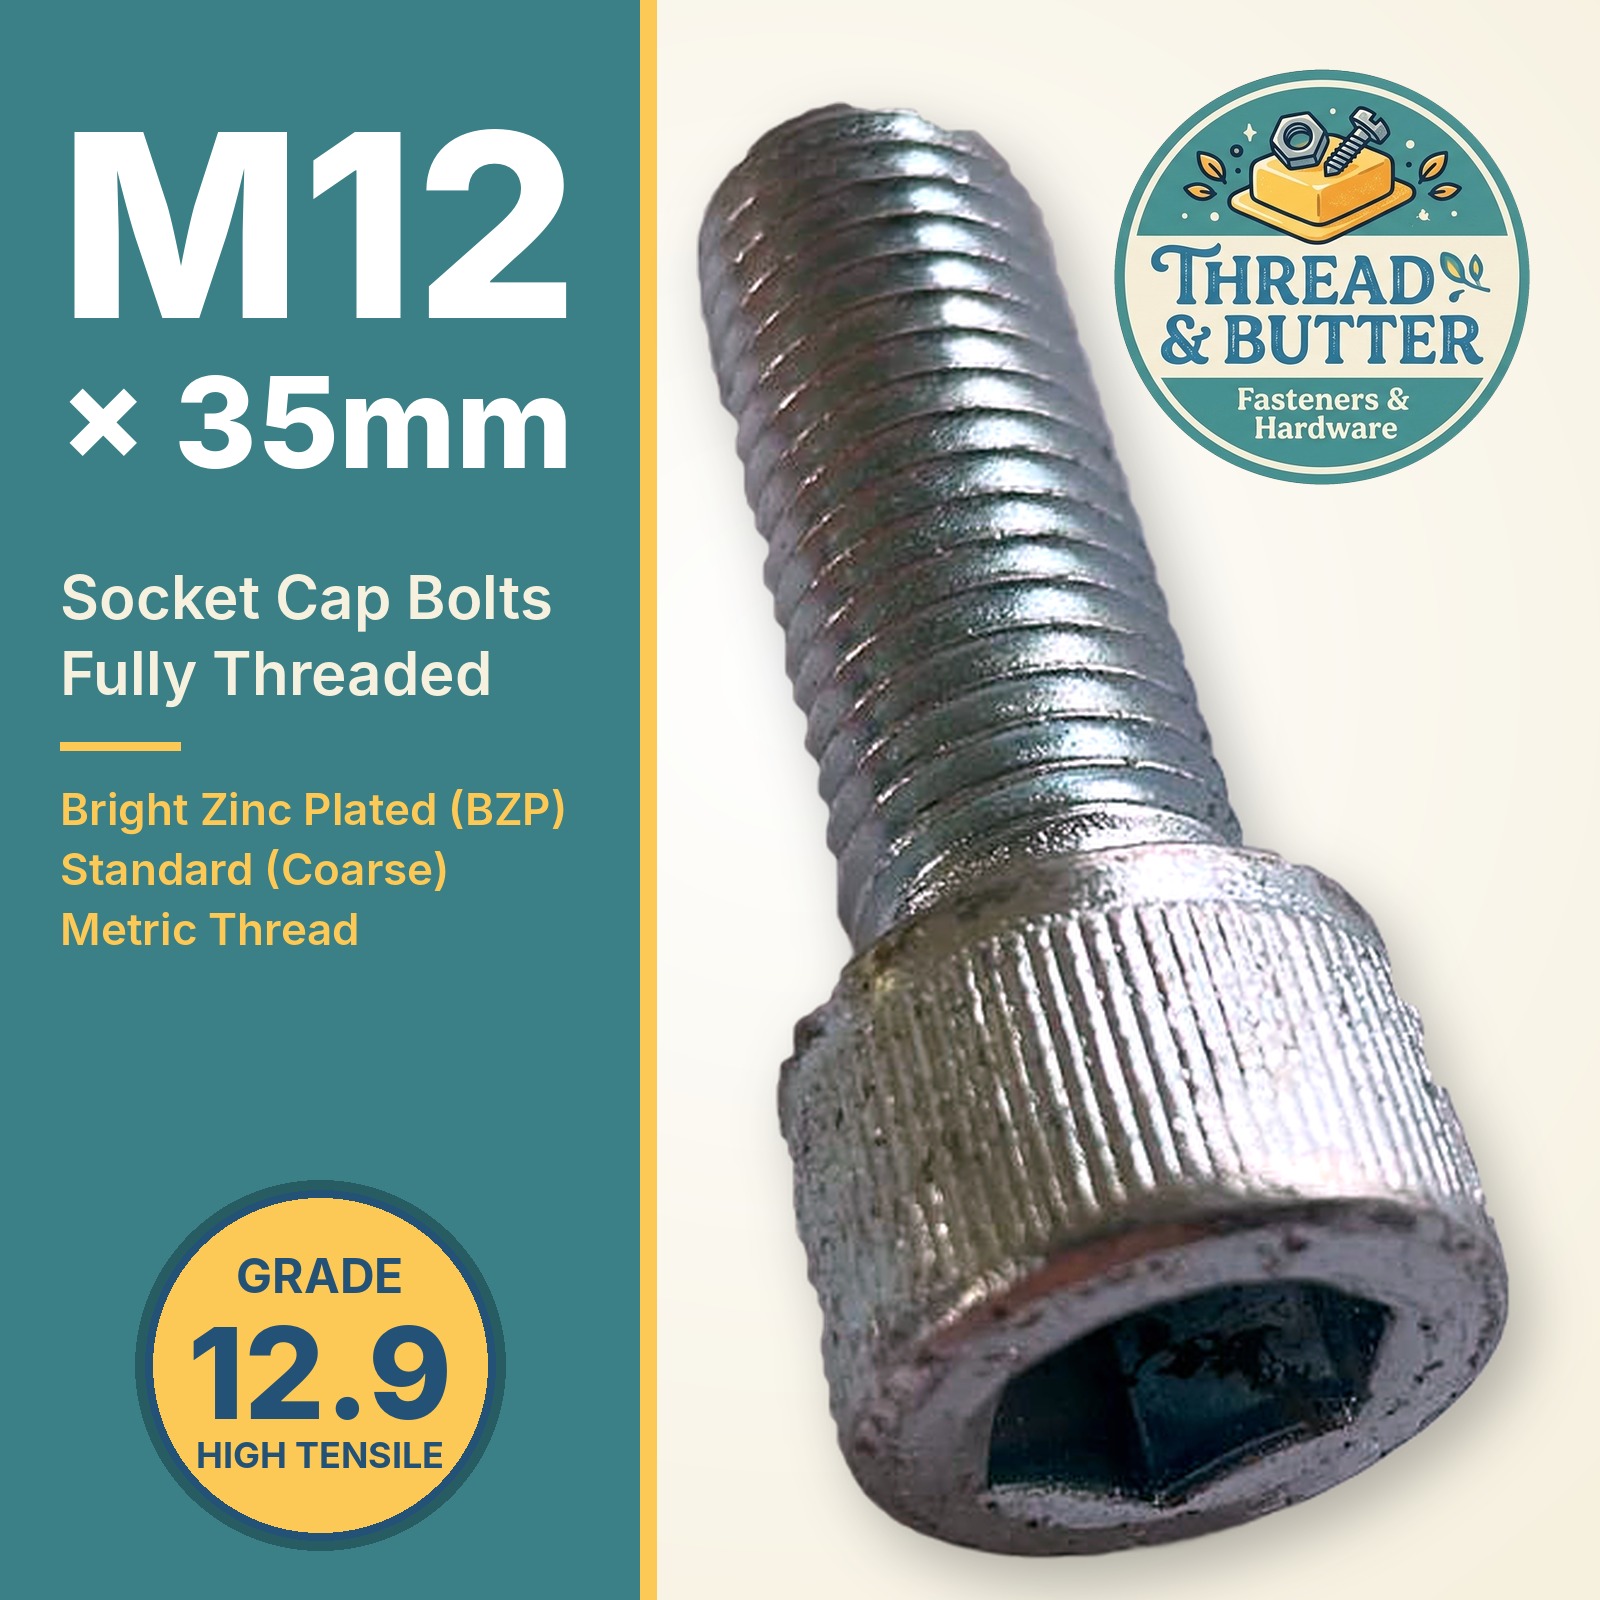 M12
× 35mm
Socket Cap Bolts
Fully Threaded
Bright Zinc Plated (BZP)
Standard (Coarse)
Metric Thread
GRADE
12.9
HIGH TENSILE
THREAD
& BUTTER
Fasteners &
Hardware